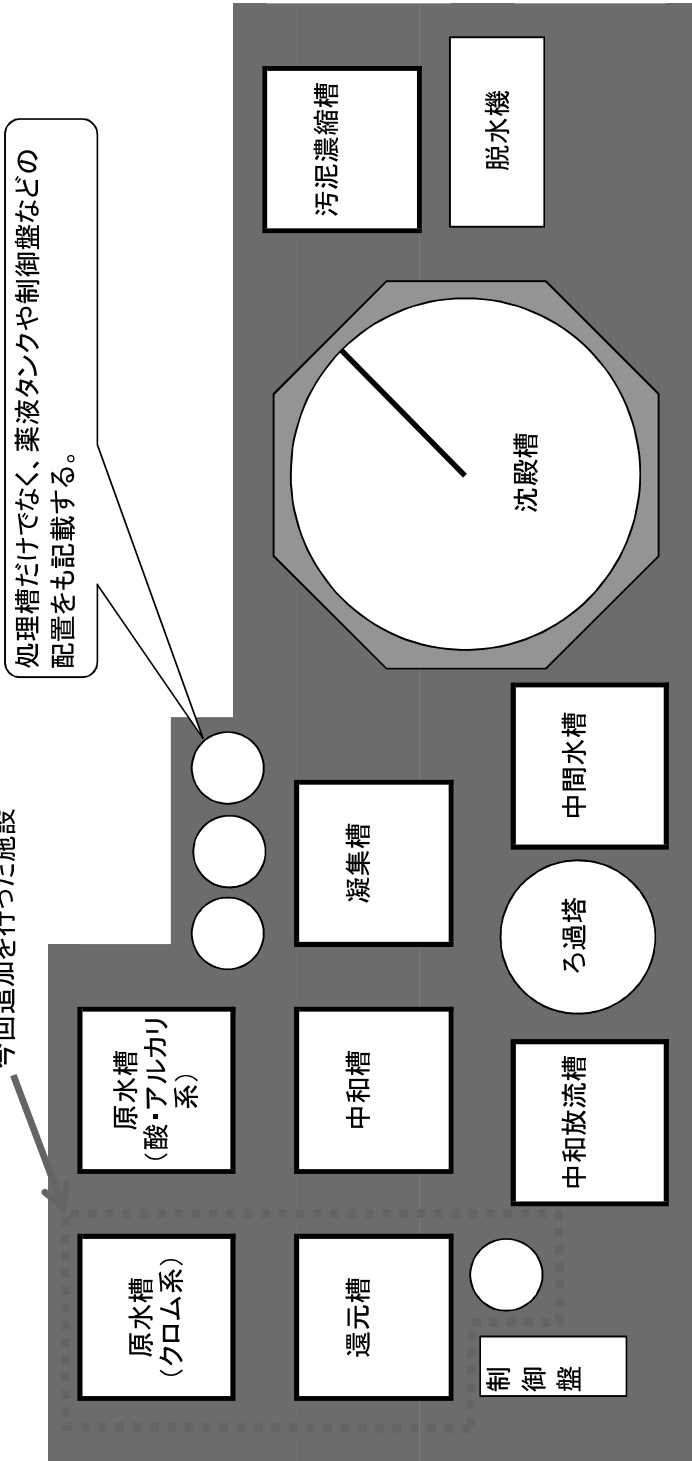 今回追加を行った施設
処理槽だけでなく、薬液タンクや制御盤などの
配置をも記載する。
原水槽
（クロム系）
原水槽
（酸・アルカリ
系）
汚泥濃縮槽
還元槽
中和槽
凝集槽
沈殿槽
脱水機
制御盤
中和放流槽
ろ過塔
中間水槽